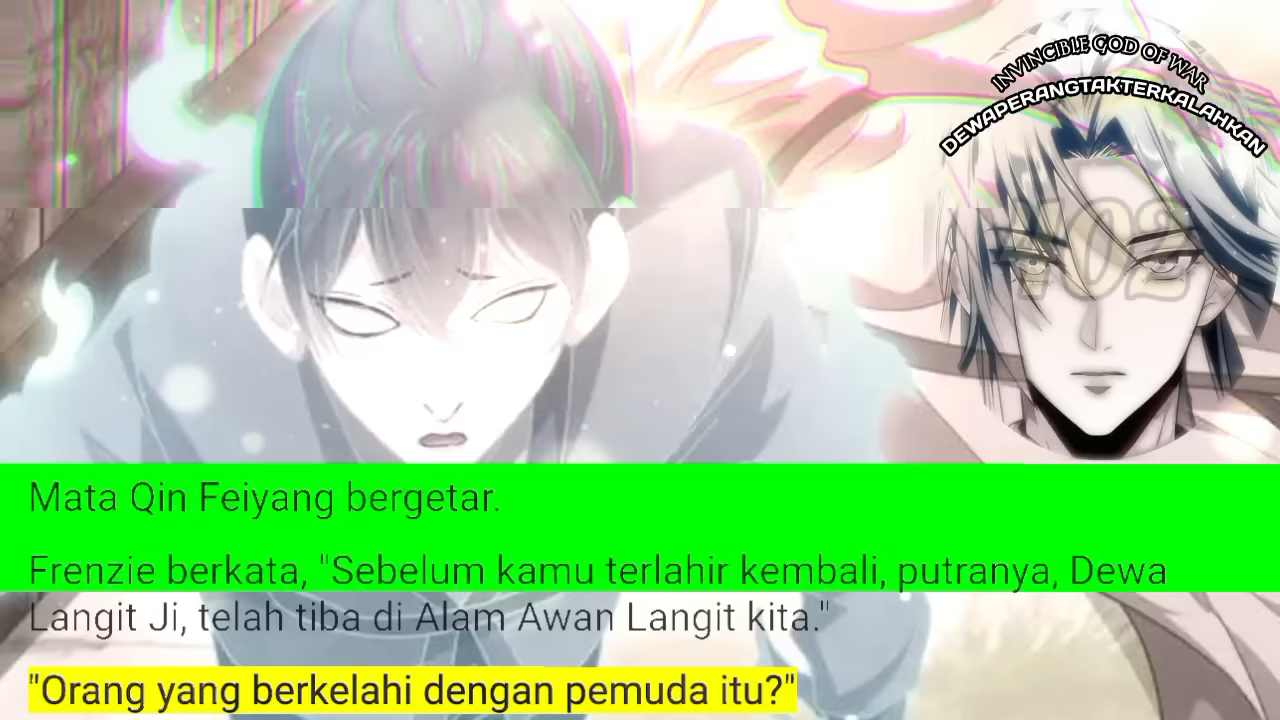 INVINCIBLE GOD OF WAR
DEWAPERANGTAKTERKALAHKAN
Mata Qin Feiyang bergetar.
Frenzie berkata, "Sebelum kamu terlahir kembali, putranya, Dewa
Langit Ji, telah tiba di Alam Awan Langit kita."
"Orang yang berkelahi dengan pemuda itu?"